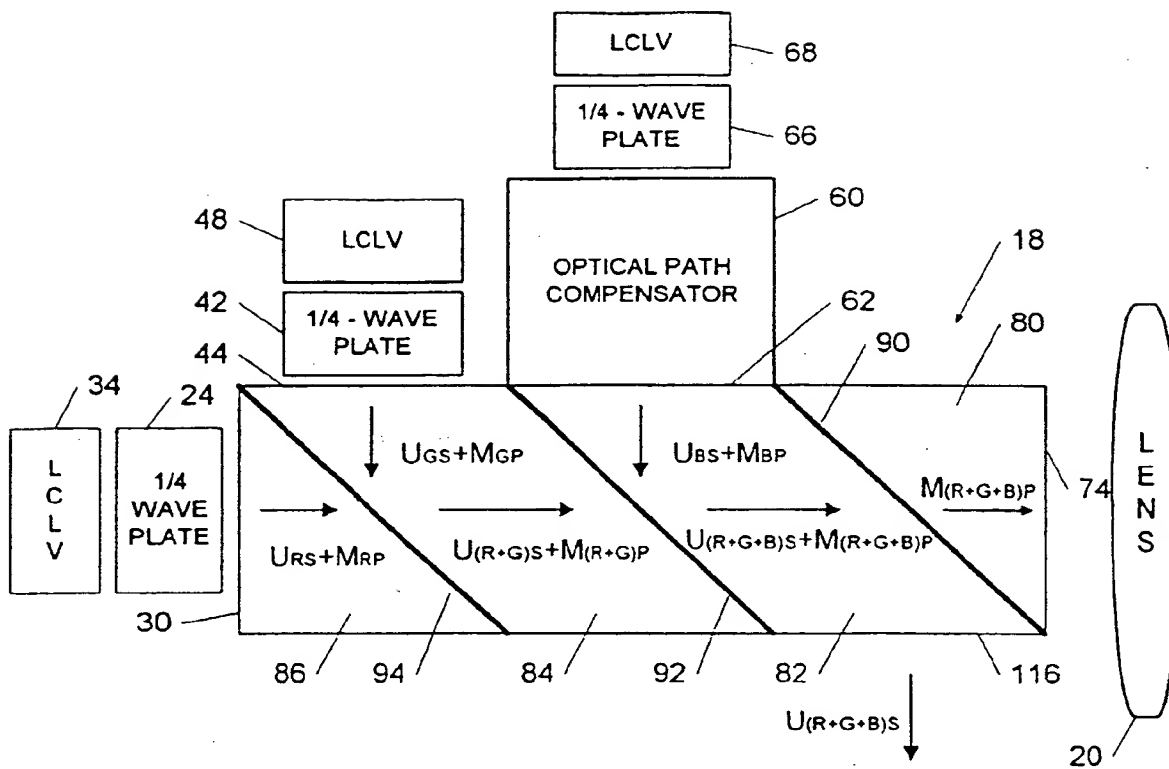 LCLV
68
1/4 - WAVE
PLATE
66
48
LCLV
60
18
OPTICAL PATH
COMPENSATOR
42
1/4 - WAVE
PLATE
62
90
80
44
34
24
L
C
L
V
1/4
WAVE
PLATE
UGS+MGP
UBS+MBP
M(R+G+B)P
74
L
E
N
S
URS+MRP
U(R+G)S+M(R+G)P
U(R+G+B)S+M(R+G+B)P
30
86
94
84
92
82
116
U(R+G+B)S
20